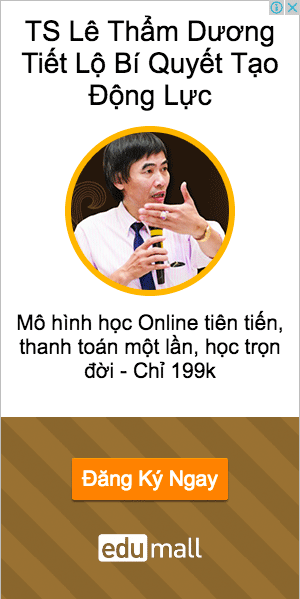 TS Lê Thẩm Dương
Tiết Lộ Bí Quyết Tạo
Động Lực
Mô hình học Online tiên tiến,
thanh toán một lần, học trọn
đời - Chỉ 199k
Đăng Ký Ngay
edumall